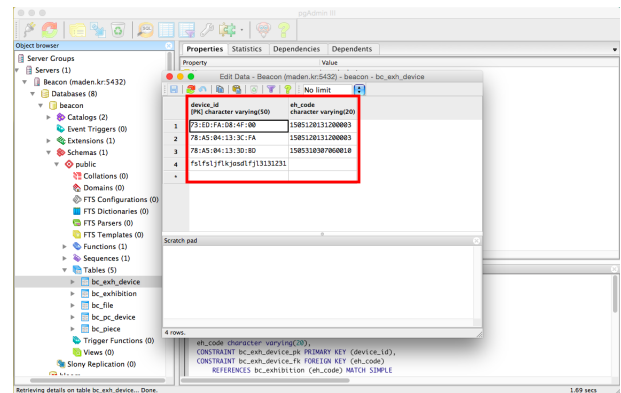 pgAdmin III
Object browser
Server Groups
Servers (1)
Beacon (maden.kr:5432)
Databases (8)
beacon
Catalogs (2)
Event Triggers (0)
Extensions (1)
Schemas (1)
public
Collations (0)
Domains (0)
FTS Configurations (0)
FTS Dictionaries (0)
FTS Parsers (0)
FTS Templates (0)
Functions (1)
Sequences (1)
Tables (5)
bc_exh_device
bc_exhibition
bc_file
bc_pc_device
bc_piece
Trigger Functions (0)
Views (0)
Slony Replication (0)
Properties Statistics Dependencies Dependents
Property Value
Edit Data - Beacon (maden.kr:5432) - beacon - bc_exh_device
No limit
device_id eh_code
[PK] character varying(50) character varying(20)
1 73:ED:FA:D8:4F:00 1505120131200003
2 78:A5:04:13:3C:FA 1505120131200003
3 78:A5:04:13:3D:BD 1505310307060010
4 fslfsljflkjasdlfjl3131231
*
Scratch pad
4 rows.
eh_code character varying(20),
CONSTRAINT bc_exh_device_pk PRIMARY KEY (device_id),
CONSTRAINT bc_exh_device_fk FOREIGN KEY (eh_code)
REFERENCES bc_exhibition (eh_code) MATCH SIMPLE
Retrieving details on table bc_exh_device... Done.
1.69 secs